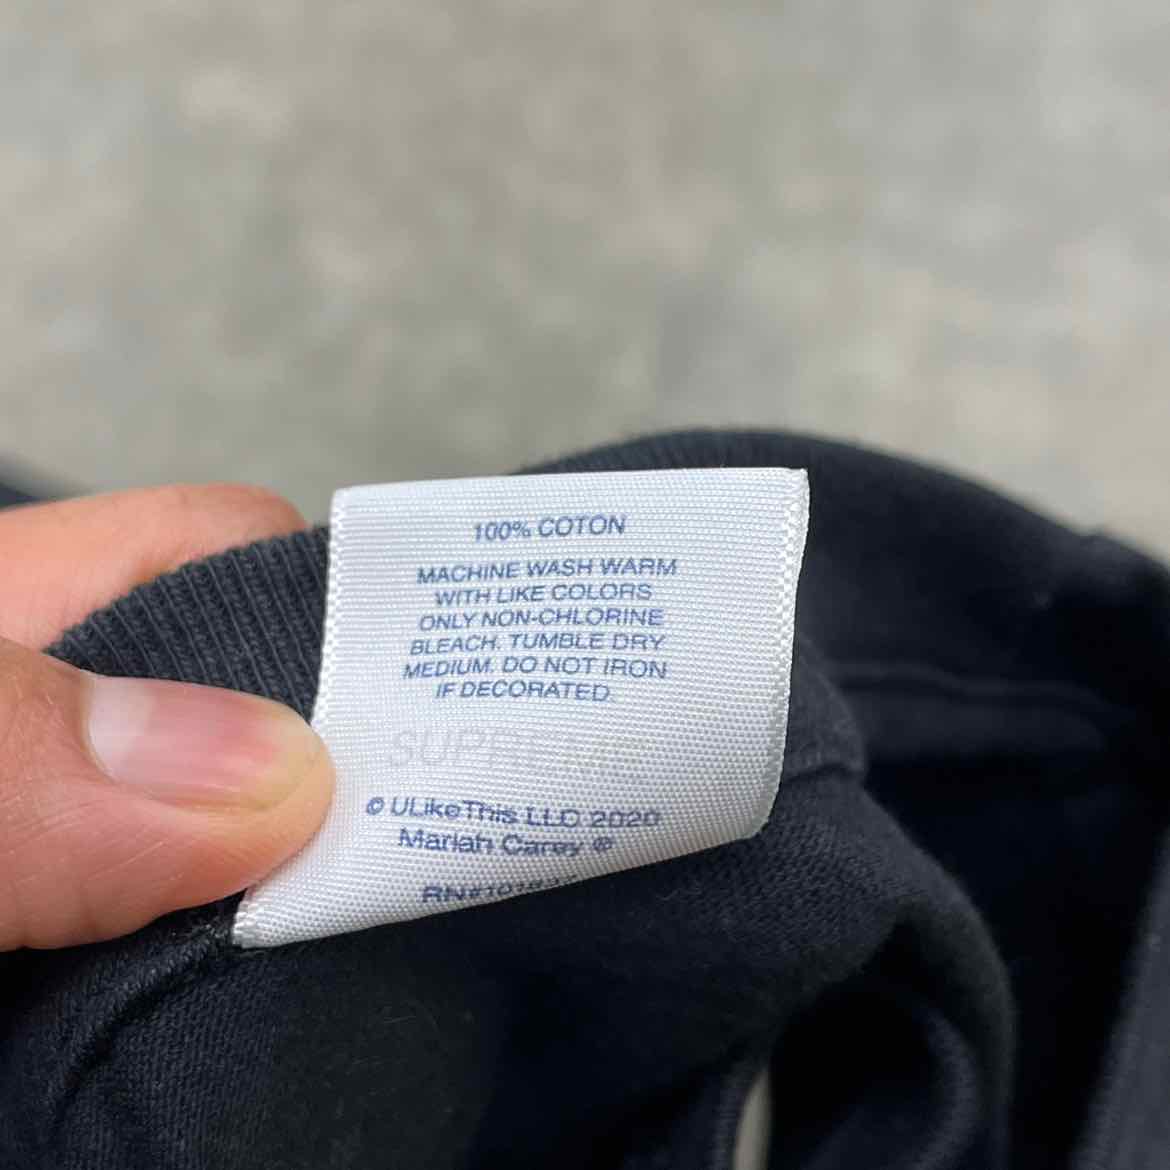 100% COTON
MACHINE WASH WARM
WITH LIKE COLORS
ONLY NON-CHLORINE
BLEACH. TUMBLE DRY
MEDIUM. DO NOT IRON
IF DECORATED
© ULikeThis LLC 2020
Mariah Carey ®